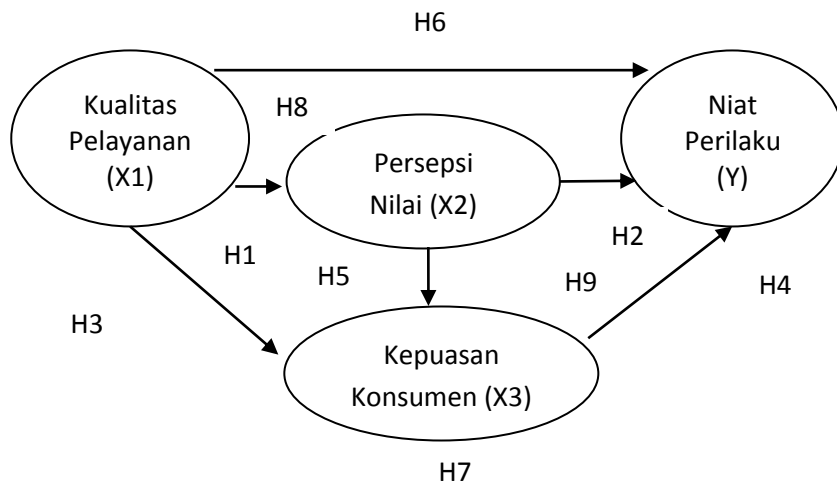 H6
Kualitas
Pelayanan
(X1)
Niat
Perilaku
(Y)
H8
Persepsi
Nilai (X2)
H1
H5
H2
H9
H4
H3
Kepuasan
Konsumen (X3)
H7